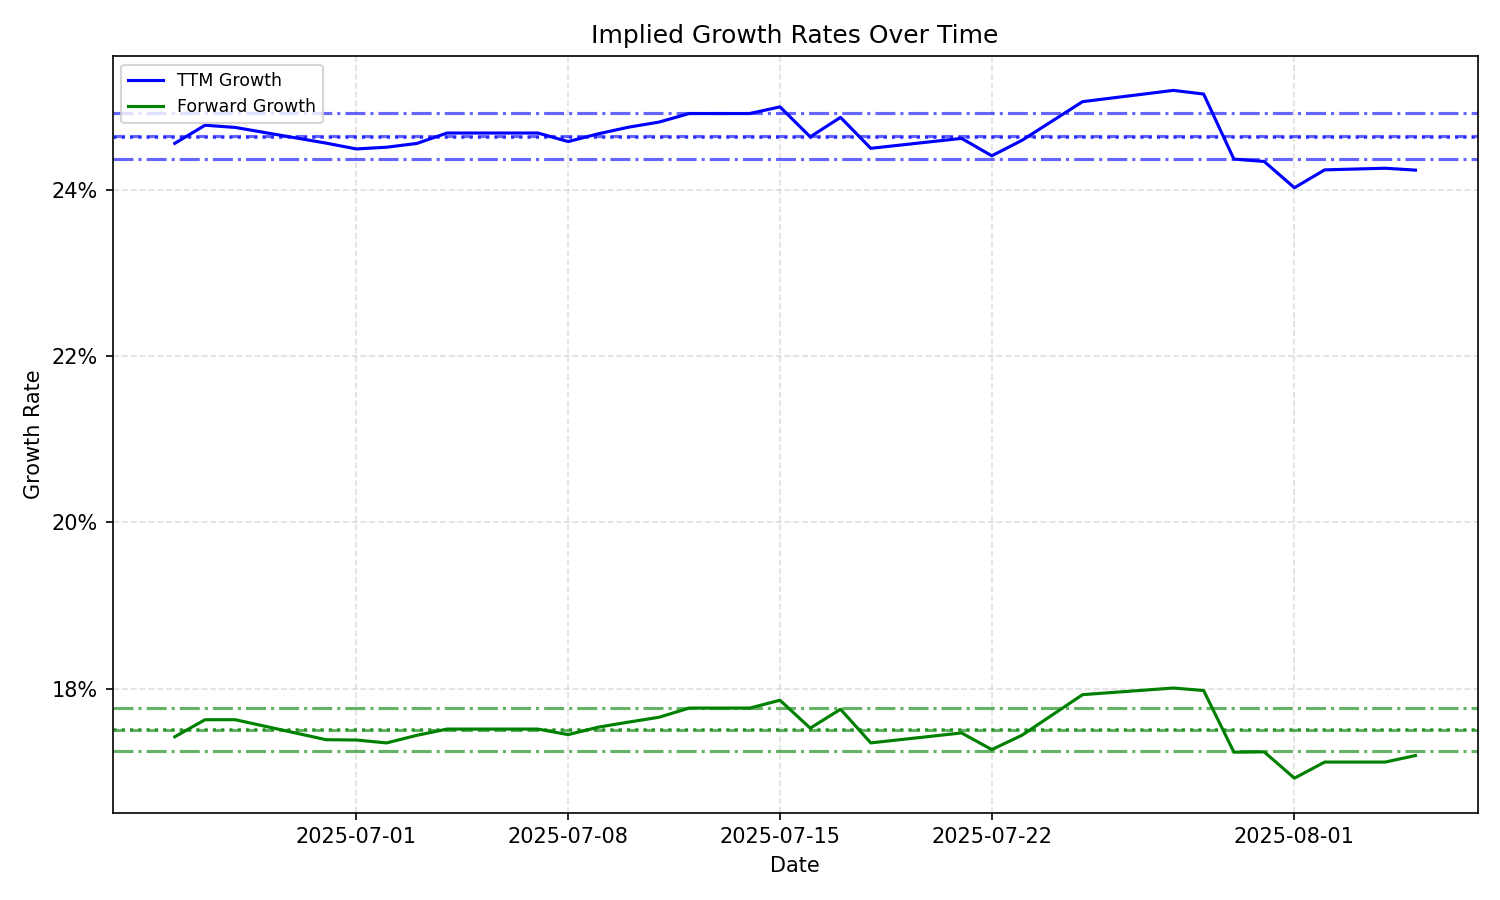 Implied Growth Rates Over Time
TTM Growth
Forward Growth
24%
22%
20%
18%
Growth Rate
2025-07-01
2025-07-08
2025-07-15
2025-07-22
2025-08-01
Date